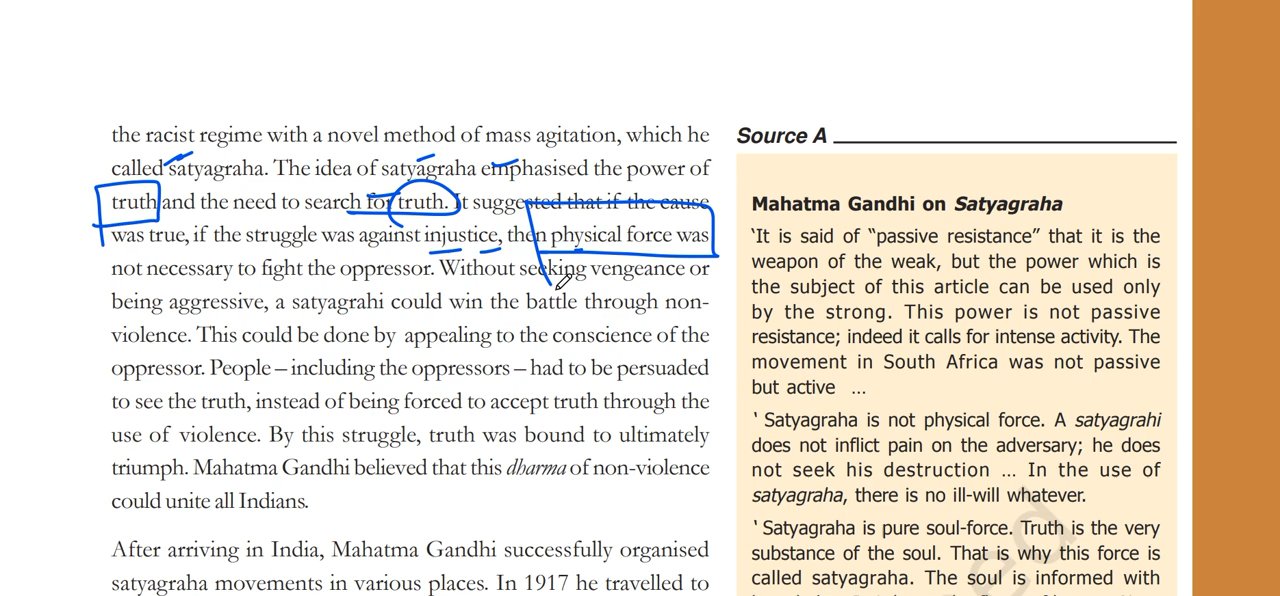 the racist regime with a novel method of mass agitation, which he
called satyagraha. The idea of satyagraha emphasised the power of
truth and the need to search for truth. It suggested that if the cause
was true, if the struggle was against injustice, then physical force was
not necessary to fight the oppressor. Without seeking vengeance or
being aggressive, a satyagrahi could win the battle through non-
violence. This could be done by appealing to the conscience of the
oppressor. People – including the oppressors – had to be persuaded
to see the truth, instead of being forced to accept truth through the
use of violence. By this struggle, truth was bound to ultimately
triumph. Mahatma Gandhi believed that this dharma of non-violence
could unite all Indians.
After arriving in India, Mahatma Gandhi successfully organised
satyagraha movements in various places. In 1917 he travelled to
Source A
Mahatma Gandhi on Satyagraha
‘It is said of “passive resistance” that it is the
weapon of the weak, but the power which is
the subject of this article can be used only
by the strong. This power is not passive
resistance; indeed it calls for intense activity. The
movement in South Africa was not passive
but active ...
‘ Satyagraha is not physical force. A satyagrahi
does not inflict pain on the adversary; he does
not seek his destruction ... In the use of
satyagraha, there is no ill-will whatever.
‘ Satyagraha is pure soul-force. Truth is the very
substance of the soul. That is why this force is
called satyagraha. The soul is informed with